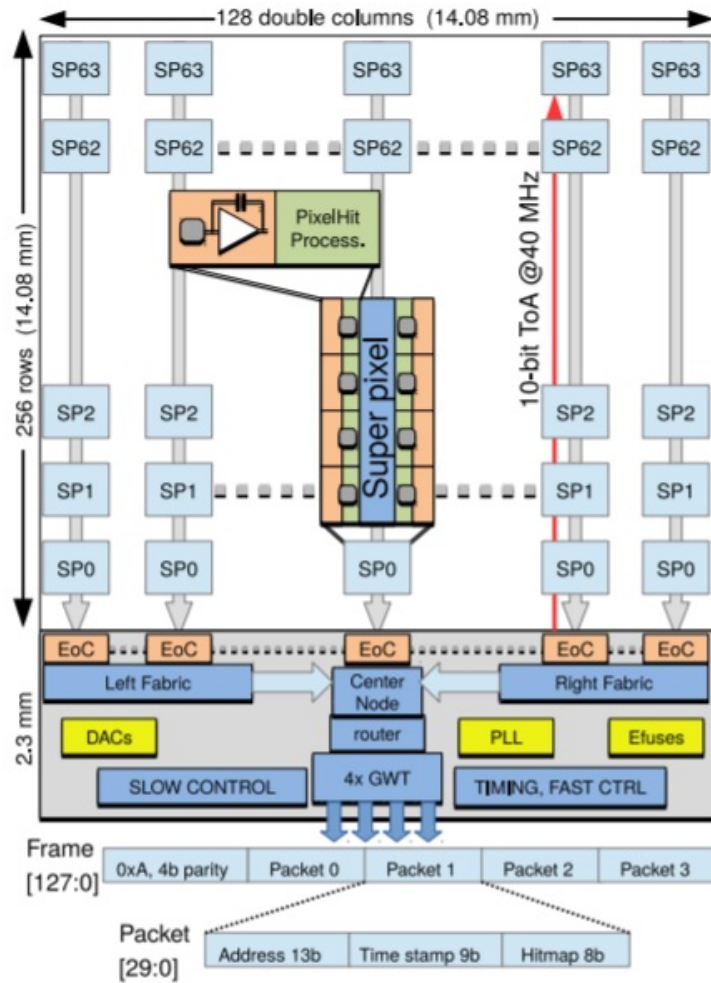 128 double columns (14.08 mm)
SP63 SP63 SP63 SP63 SP63
SP62 SP62 SP62 SP62 SP62
256 rows (14.08 mm)
10-bit ToA @40 MHz
PixelHit
Process.
Super pixel
SP2 SP2 SP2 SP2
SP1 SP1 SP1 SP1
SP0 SP0 SP0 SP0 SP0
2.3 mm
EoC EoC EoC EoC EoC
Left Fabric Center Right Fabric
Node
DACs router PLL Efuses
SLOW CONTROL 4x GWT TIMING, FAST CTRL
Frame
[127:0] 0xA, 4b parity Packet 0 Packet 1 Packet 2 Packet 3
Packet
[29:0] Address 13b Time stamp 9b Hitmap 8b